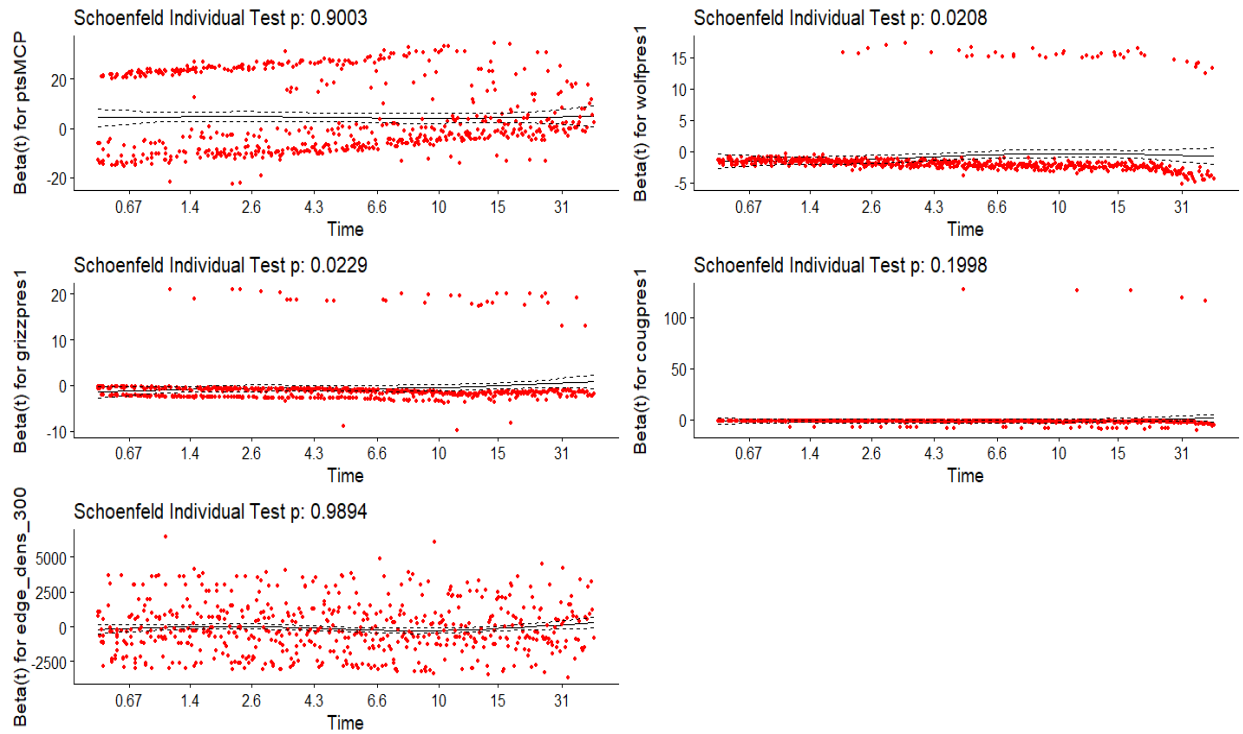 Schoenfeld Individual Test p: 0.9003
Beta(t) for ptsMCP
20
0
-20
0.67 1.4 2.6 4.3 6.6 10 15 31
Time
Schoenfeld Individual Test p: 0.0208
Beta(t) for wolfpres1
15
10
5
0
-5
0.67 1.4 2.6 4.3 6.6 10 15 31
Time
Schoenfeld Individual Test p: 0.0229
Beta(t) for grizzpres1
20
10
0
-10
0.67 1.4 2.6 4.3 6.6 10 15 31
Time
Schoenfeld Individual Test p: 0.1998
Beta(t) for cougpres1
100
50
0
0.67 1.4 2.6 4.3 6.6 10 15 31
Time
Schoenfeld Individual Test p: 0.9894
Beta(t) for edge_dens_300
5000
2500
0
-2500
0.67 1.4 2.6 4.3 6.6 10 15 31
Time